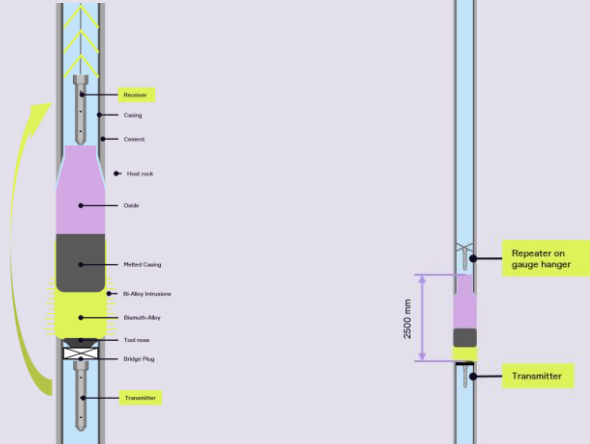 Receiver
Casing
Cement
Host rock
Oxide
Melted Casing
Bi-Alloy Intrusions
Bismuth-Alloy
Tool nose
Bridge Plug
Transmitter
Repeater on
gauge hanger
2500 mm
Transmitter